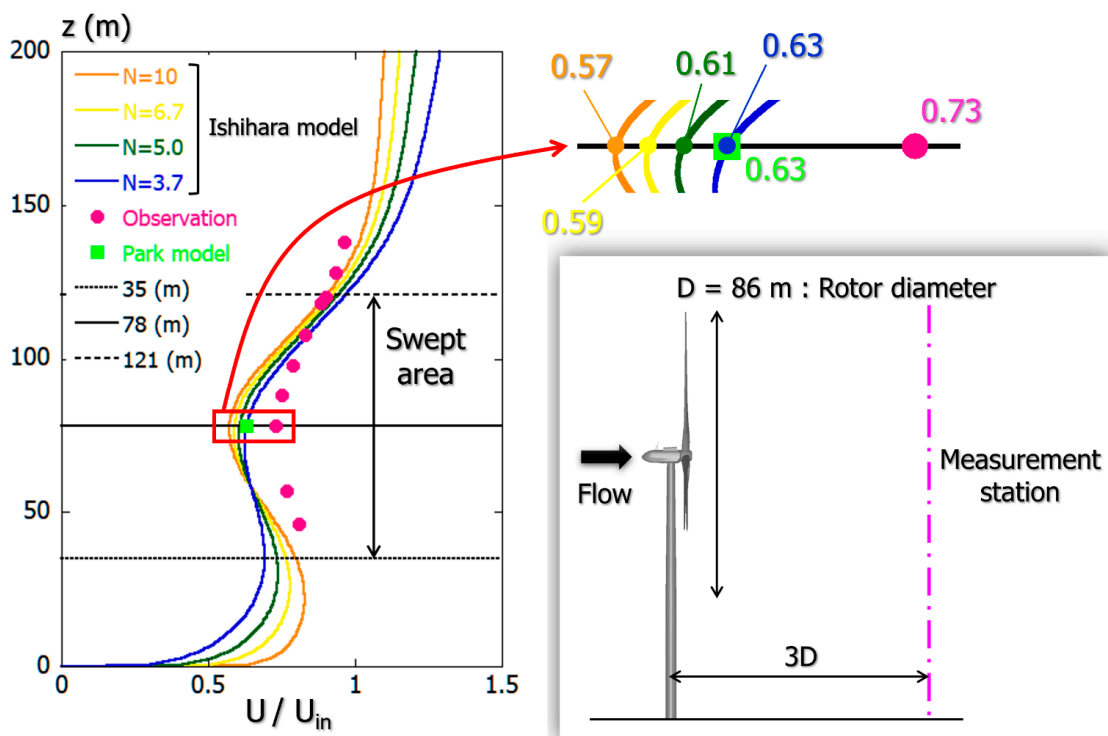 z (m)
200
150
100
50
0
0
0.5
1
1.5
U / Uin
N=10
N=6.7
N=5.0
N=3.7
Ishihara model
Observation
Park model
35 (m)
78 (m)
121 (m)
Swept
area
0.57
0.61
0.63
0.73
0.63
0.59
D = 86 m : Rotor diameter
Flow
Measurement
station
3D